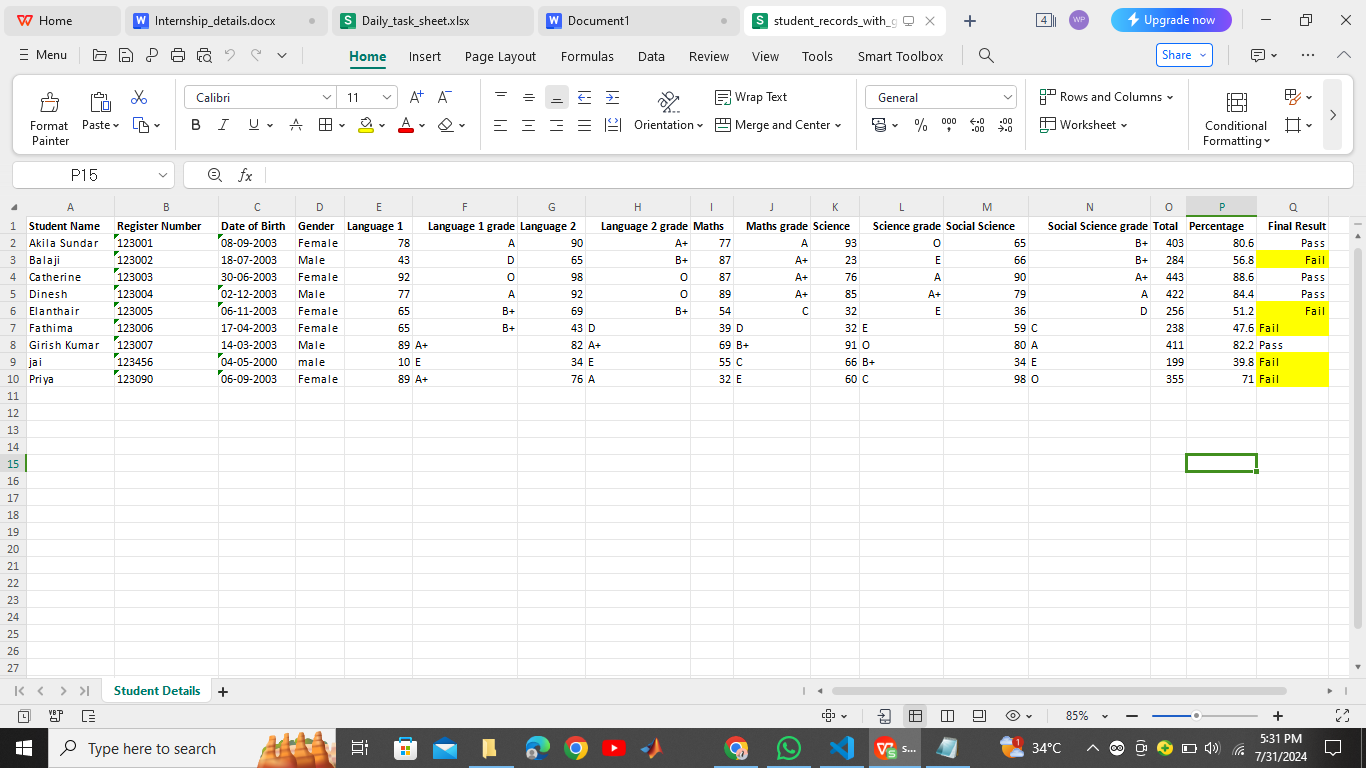 Home Internship_details.docx Daily_task_sheet.xlsx Document1 student_records_with_g 4 WP Upgrade now
Menu Home Insert Page Layout Formulas Data Review View Tools Smart Toolbox Share
Calibri 11 Wrap Text General Rows and Columns
Format Painter Paste B I U A Orientation Merge and Center % Worksheet Conditional Formatting
P15 fx
A B C D E F G H I J K L M N O P Q
1 Student Name Register Number Date of Birth Gender Language 1 Language 1 grade Language 2 Language 2 grade Maths Maths grade Science Science grade Social Science Social Science grade Total Percentage Final Result
2 Akila Sundar 123001 08-09-2003 Female 78 A 90 A+ 77 A 93 O 65 B+ 403 80.6 Pass
3 Balaji 123002 18-07-2003 Male 43 D 65 B+ 87 A+ 23 E 66 B+ 284 56.8 Fail
4 Catherine 123003 30-06-2003 Female 92 O 98 O 87 A+ 76 A 90 A+ 443 88.6 Pass
5 Dinesh 123004 02-12-2003 Male 77 A 92 O 89 A+ 85 A+ 79 A 422 84.4 Pass
6 Elanthair 123005 06-11-2003 Female 65 B+ 69 B+ 54 C 32 E 36 D 256 51.2 Fail
7 Fathima 123006 17-04-2003 Female 65 B+ 43 D 39 D 32 E 59 C 238 47.6 Fail
8 Girish Kumar 123007 14-03-2003 Male 89 A+ 82 A+ 69 B+ 91 O 80 A 411 82.2 Pass
9 jai 123456 04-05-2000 male 10 E 34 E 55 C 66 B+ 34 E 199 39.8 Fail
10 Priya 123090 06-09-2003 Female 89 A+ 76 A 32 E 60 C 98 O 355 71 Fail
11
12
13
14
15
16
17
18
19
20
21
22
23
24
25
26
27
Student Details +
85%
Type here to search s... 1 34°C 5:31 PM
7/31/2024